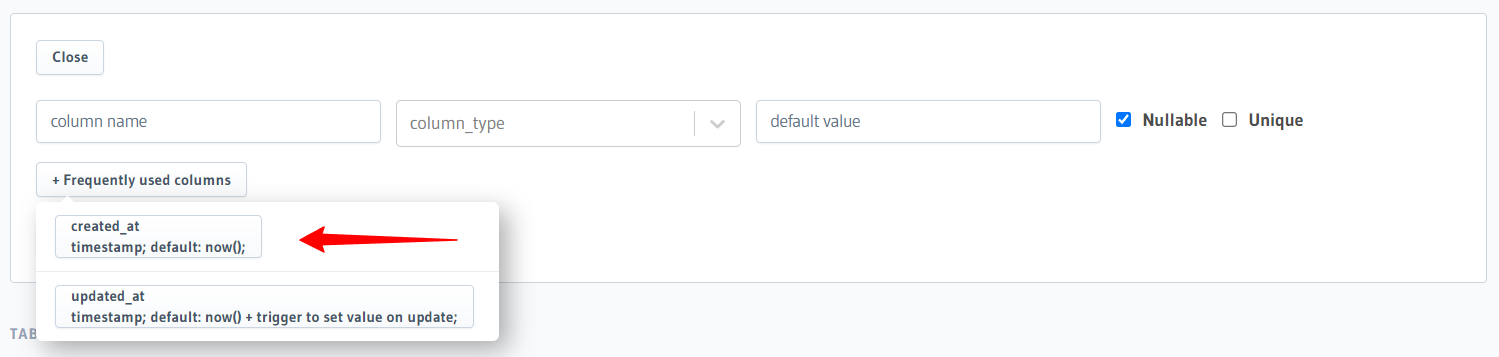 Close
column name
column_type
default value
Nullable
Unique
+ Frequently used columns
created_at
timestamp; default: now();
updated_at
timestamp; default: now() + trigger to set value on update;
TAB